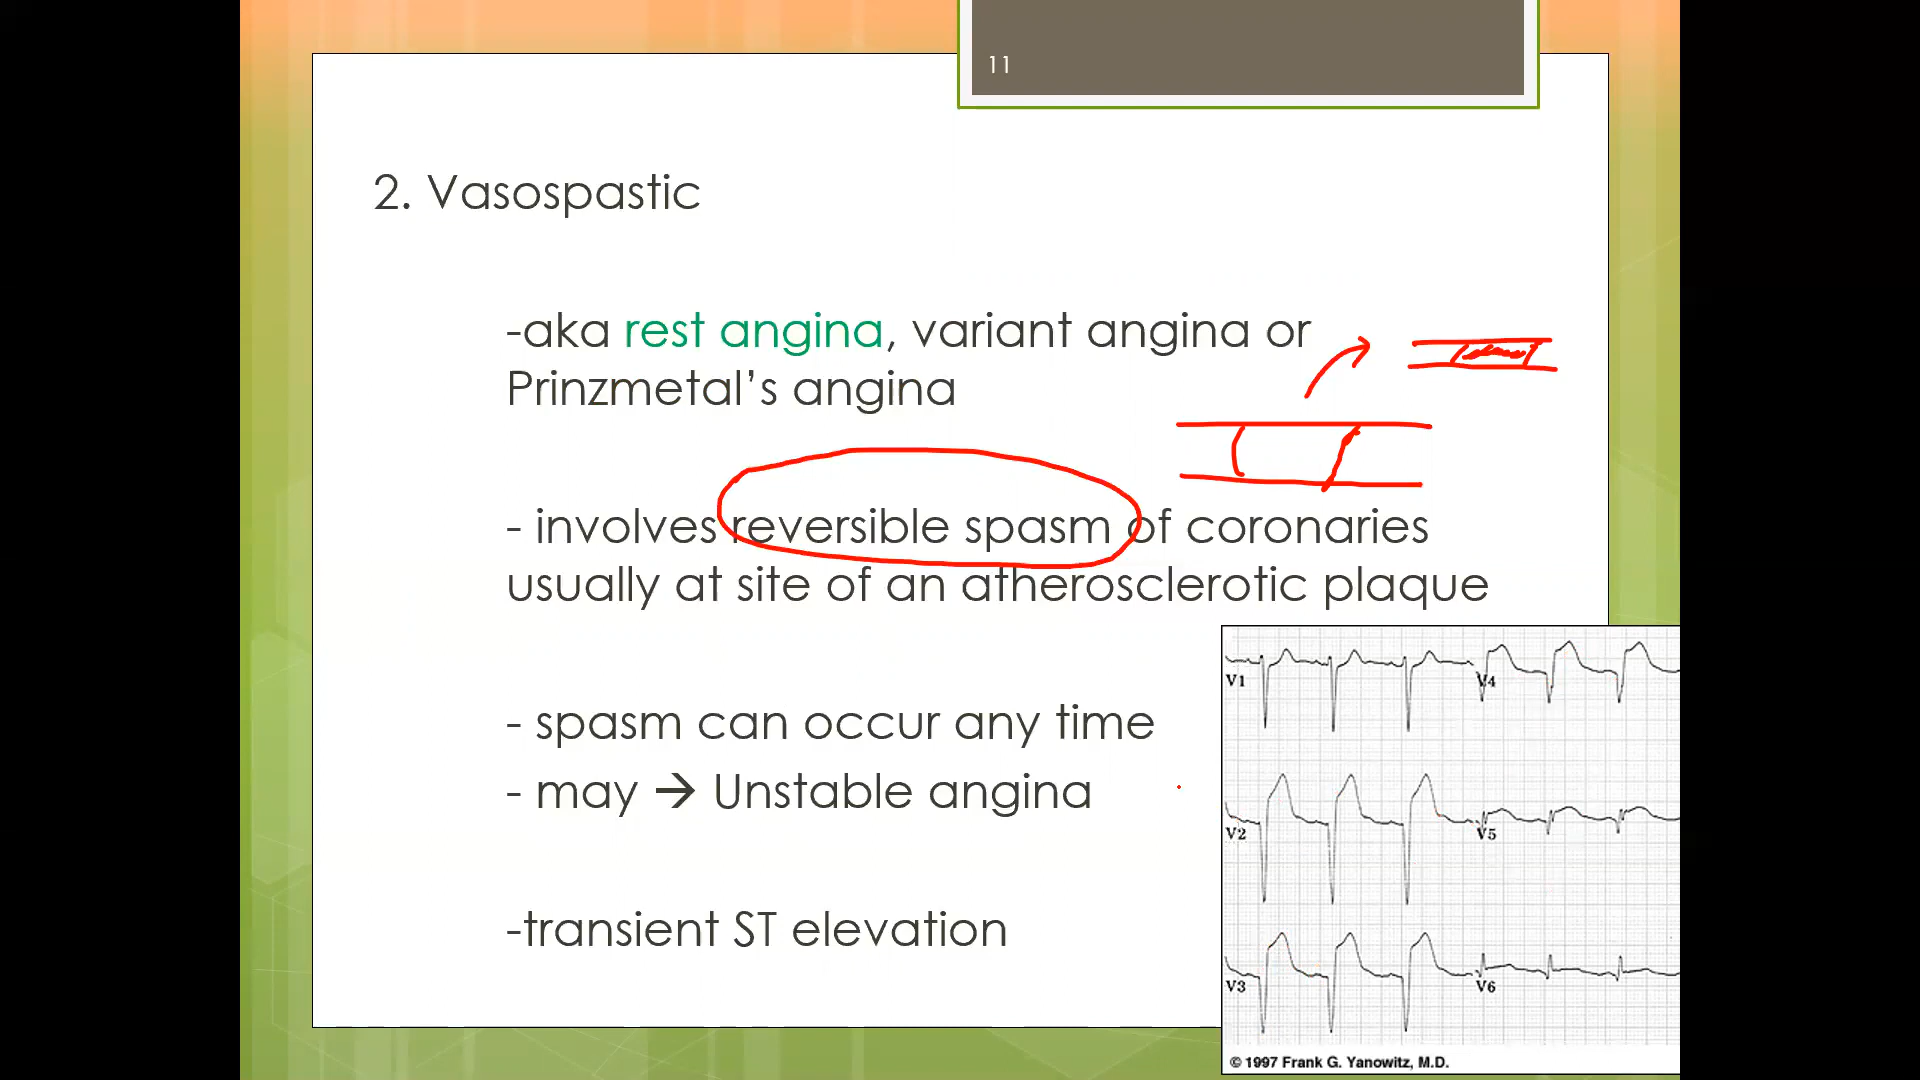 11
2. Vasospastic
-aka rest angina, variant angina or
Prinzmetal’s angina
- involves reversible spasm of coronaries
usually at site of an atherosclerotic plaque
- spasm can occur any time
- may → Unstable angina
-transient ST elevation
V1
V4
V2
V5
V3
V6
© 1997 Frank G. Yanowitz, M.D.